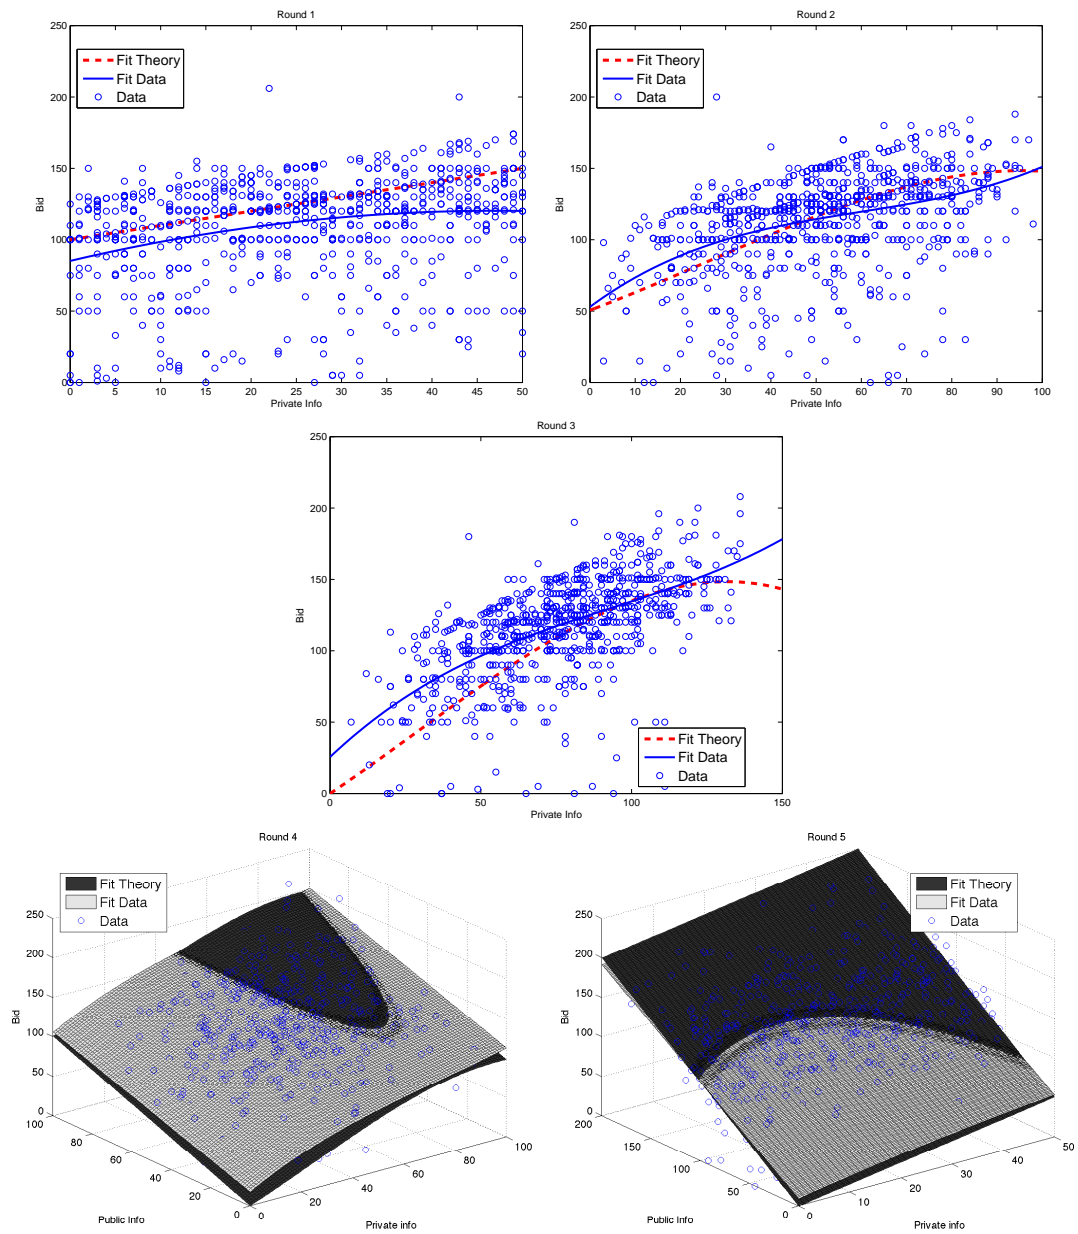 Round 1
250
200
150
100
50
0
Bid
Fit Theory
Fit Data
Data
0 5 10 15 20 25 30 35 40 45 50
Private Info
Round 2
250
200
150
100
50
0
Bid
Fit Theory
Fit Data
Data
0 10 20 30 40 50 60 70 80 90 100
Private Info
Round 3
250
200
150
100
50
0
Bid
Fit Theory
Fit Data
Data
0 50 100 150
Private Info
Round 4
Fit Theory
Fit Data
Data
250
200
150
100
50
0
Bid
100
80
60
40
20
0
Public Info
0
20
40
60
80
100
Private info
Round 5
Fit Theory
Fit Data
Data
250
200
150
100
50
0
Bid
200
150
100
50
0
Public Info
0
10
20
30
40
50
Private info